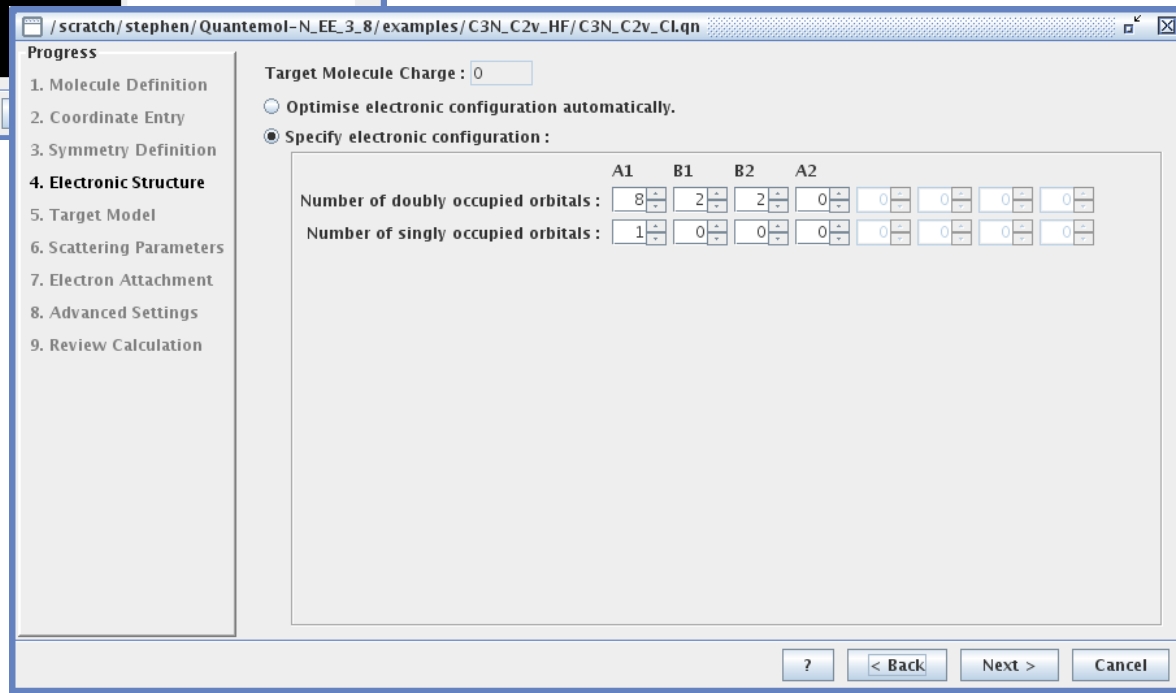 /scratch/stephen/Quantemol-N_EE_3_8/examples/C3N_C2v_HF/C3N_C2v_CI.qn
Progress
1. Molecule Definition
2. Coordinate Entry
3. Symmetry Definition
4. Electronic Structure
5. Target Model
6. Scattering Parameters
7. Electron Attachment
8. Advanced Settings
9. Review Calculation
Target Molecule Charge : 0
Optimise electronic configuration automatically.
Specify electronic configuration :
A1 B1 B2 A2
Number of doubly occupied orbitals : 8 2 2 0 0 0 0 0
Number of singly occupied orbitals : 1 0 0 0 0 0 0 0
? < Back Next > Cancel